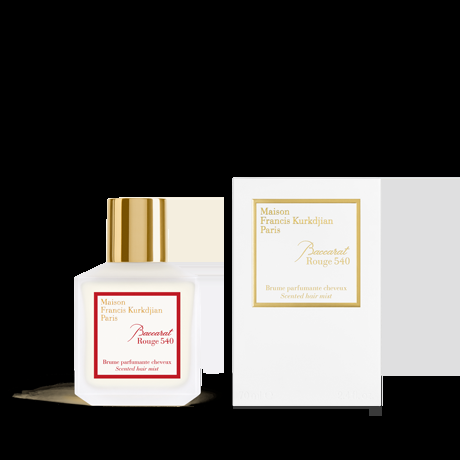 Maison
Francis Kurkdjian
Paris
Baccarat
Rouge 540
Brume parfumante cheveux
Scented hair mist
Maison
Francis Kurkdjian
Paris
Baccarat
Rouge 540
Brume parfumante cheveux
Scented hair mist